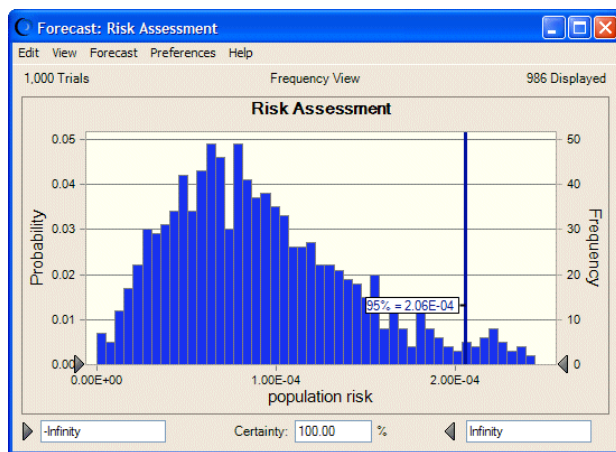 Forecast: Risk Assessment
Edit View Forecast Preferences Help
1,000 Trials Frequency View 986 Displayed
Risk Assessment
0.05 50
0.04 40
0.03 30
0.02 20
0.01 10
0.00 0
Probability
Frequency
95% = 2.06E-04
0.00E+00 1.00E-04 2.00E-04
population risk
-Infinity Certainty: 100.00 % Infinity